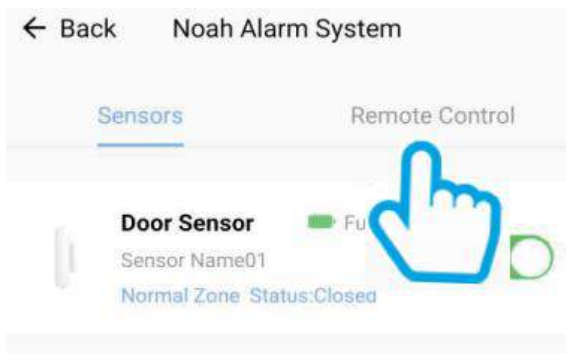 ← Back Noah Alarm System
Sensors Remote Control
Door Sensor
Sensor Name01
Normal Zone Status:Closed